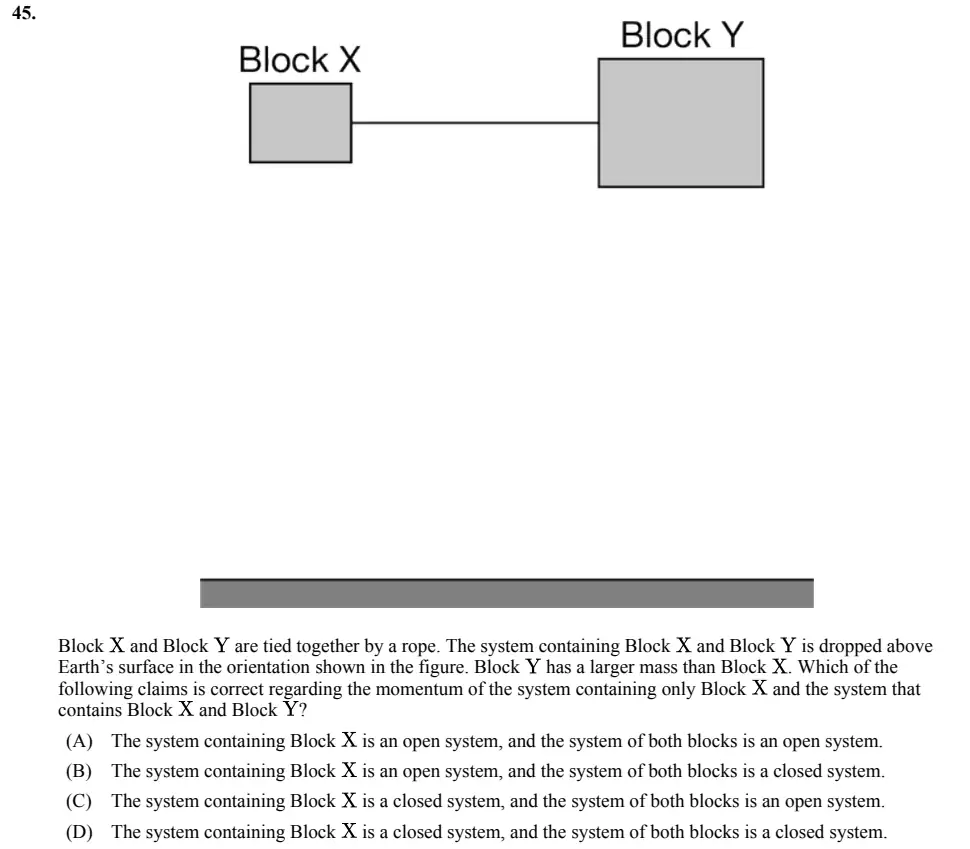 45.
Block X
Block Y
Block X and Block Y are tied together by a rope. The system containing Block X and Block Y is dropped above
Earth’s surface in the orientation shown in the figure. Block Y has a larger mass than Block X. Which of the
following claims is correct regarding the momentum of the system containing only Block X and the system that
contains Block X and Block Y?
(A) The system containing Block X is an open system, and the system of both blocks is an open system.
(B) The system containing Block X is an open system, and the system of both blocks is a closed system.
(C) The system containing Block X is a closed system, and the system of both blocks is an open system.
(D) The system containing Block X is a closed system, and the system of both blocks is a closed system.